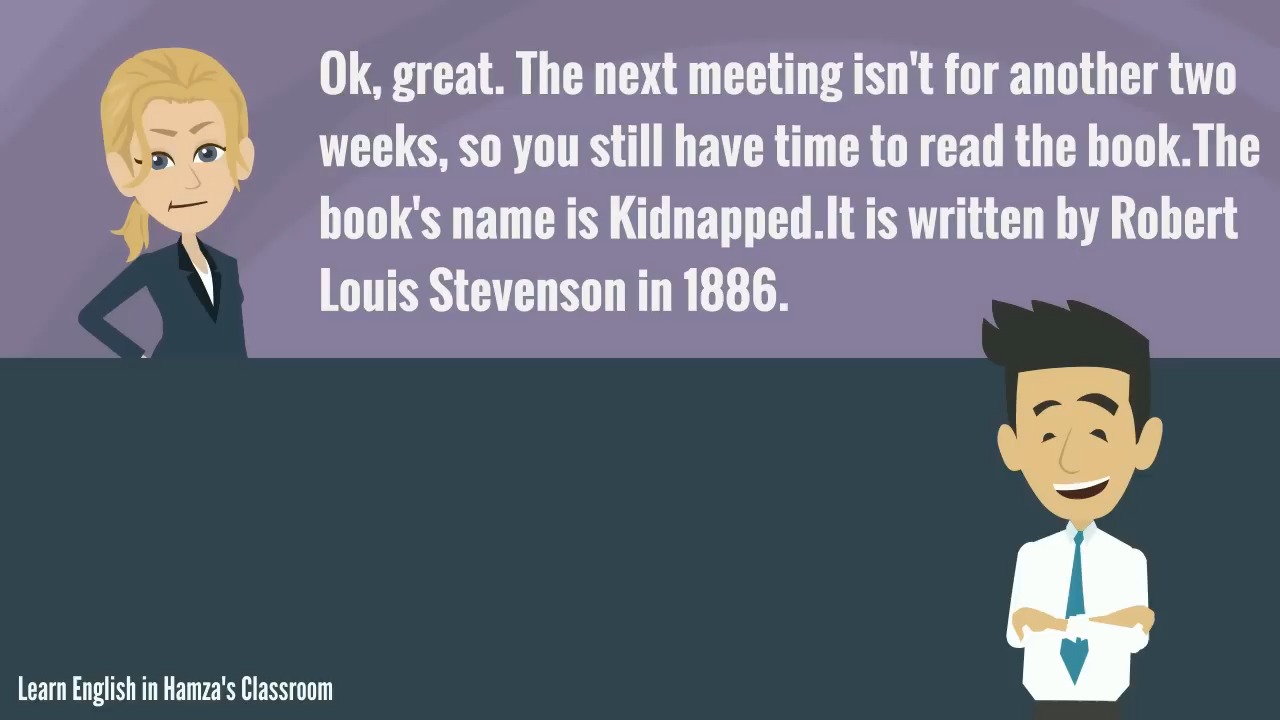 Ok, great. The next meeting isn't for another two
weeks, so you still have time to read the book.The
book's name is Kidnapped.It is written by Robert
Louis Stevenson in 1886.
Learn English in Hamza's Classroom